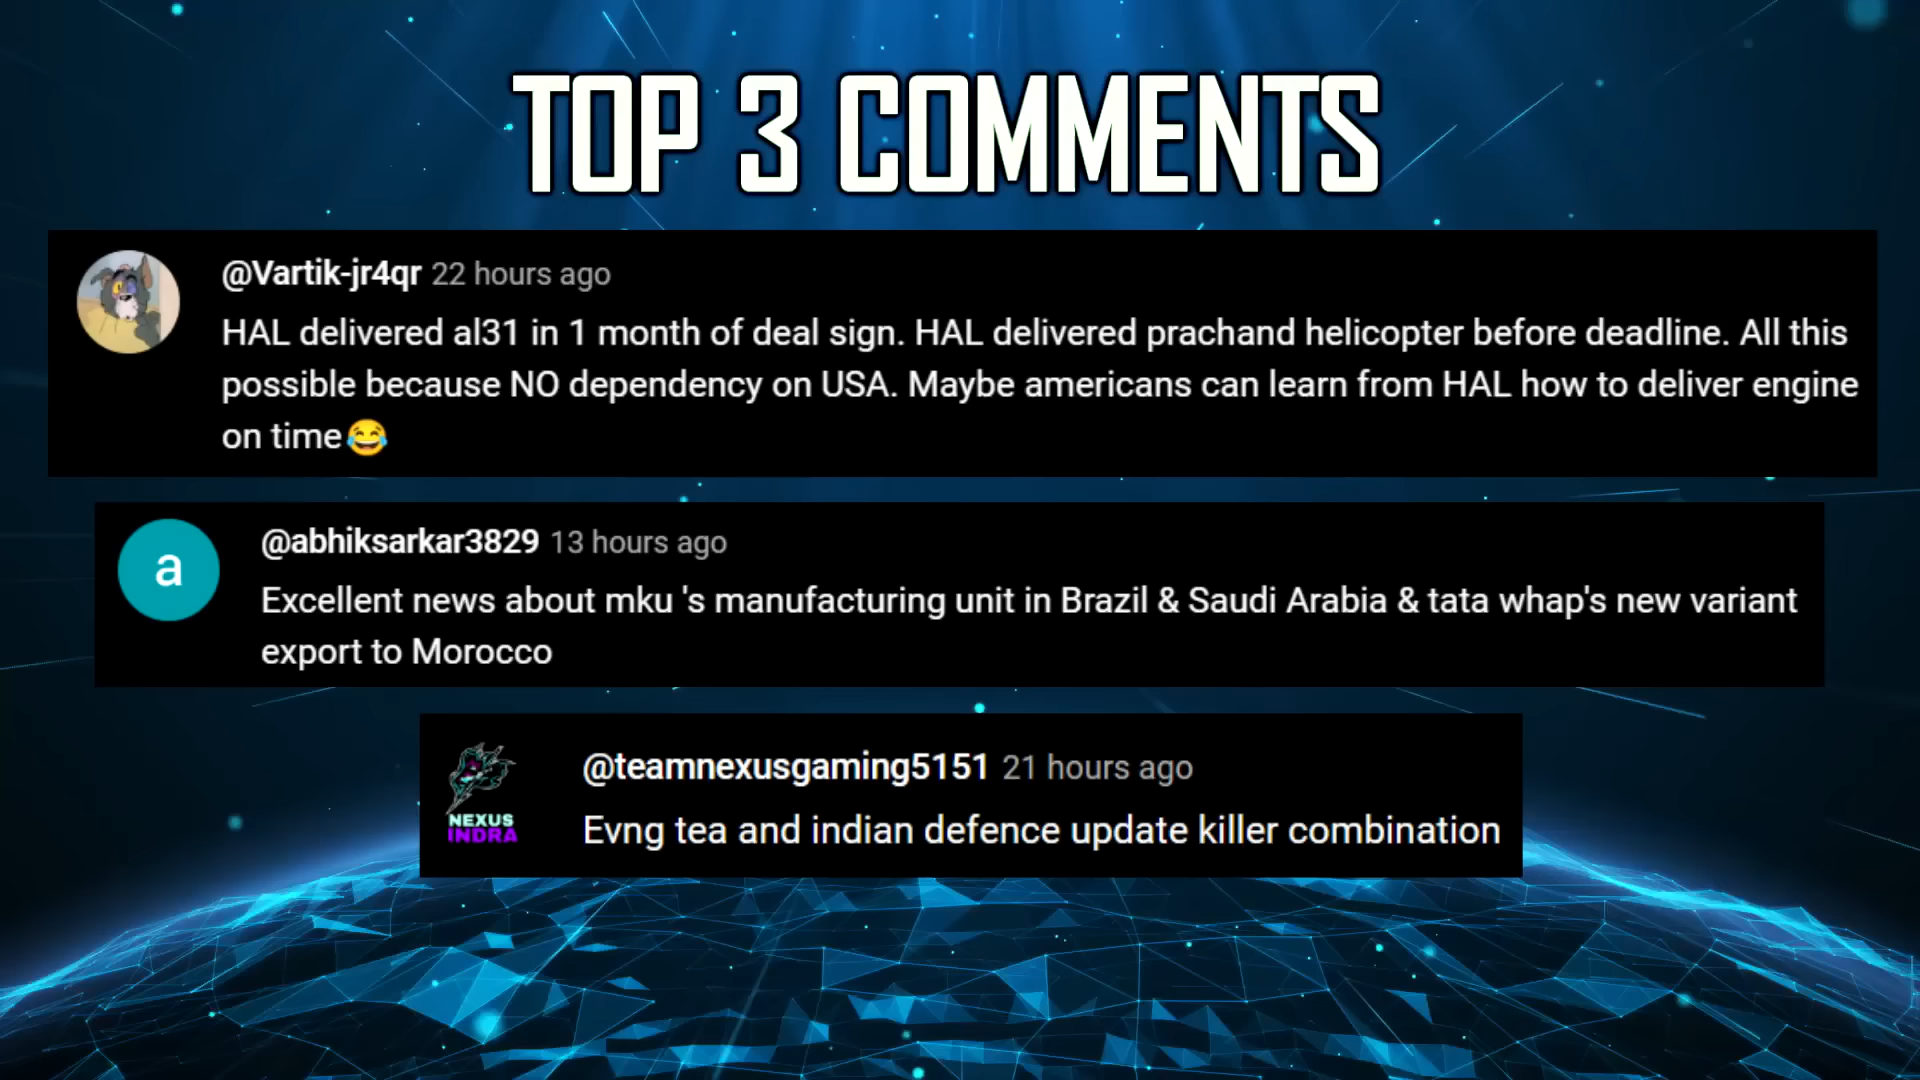 TOP 3 COMMENTS
@Vartik-jr4qr 22 hours ago
HAL delivered al31 in 1 month of deal sign. HAL delivered prachand helicopter before deadline. All this
possible because NO dependency on USA. Maybe americans can learn from HAL how to deliver engine
on time😂
a
@abhiksarkar3829 13 hours ago
Excellent news about mku 's manufacturing unit in Brazil & Saudi Arabia & tata whap's new variant
export to Morocco
NEXUS
INDRA
@teamnexusgaming5151 21 hours ago
Evng tea and indian defence update killer combination